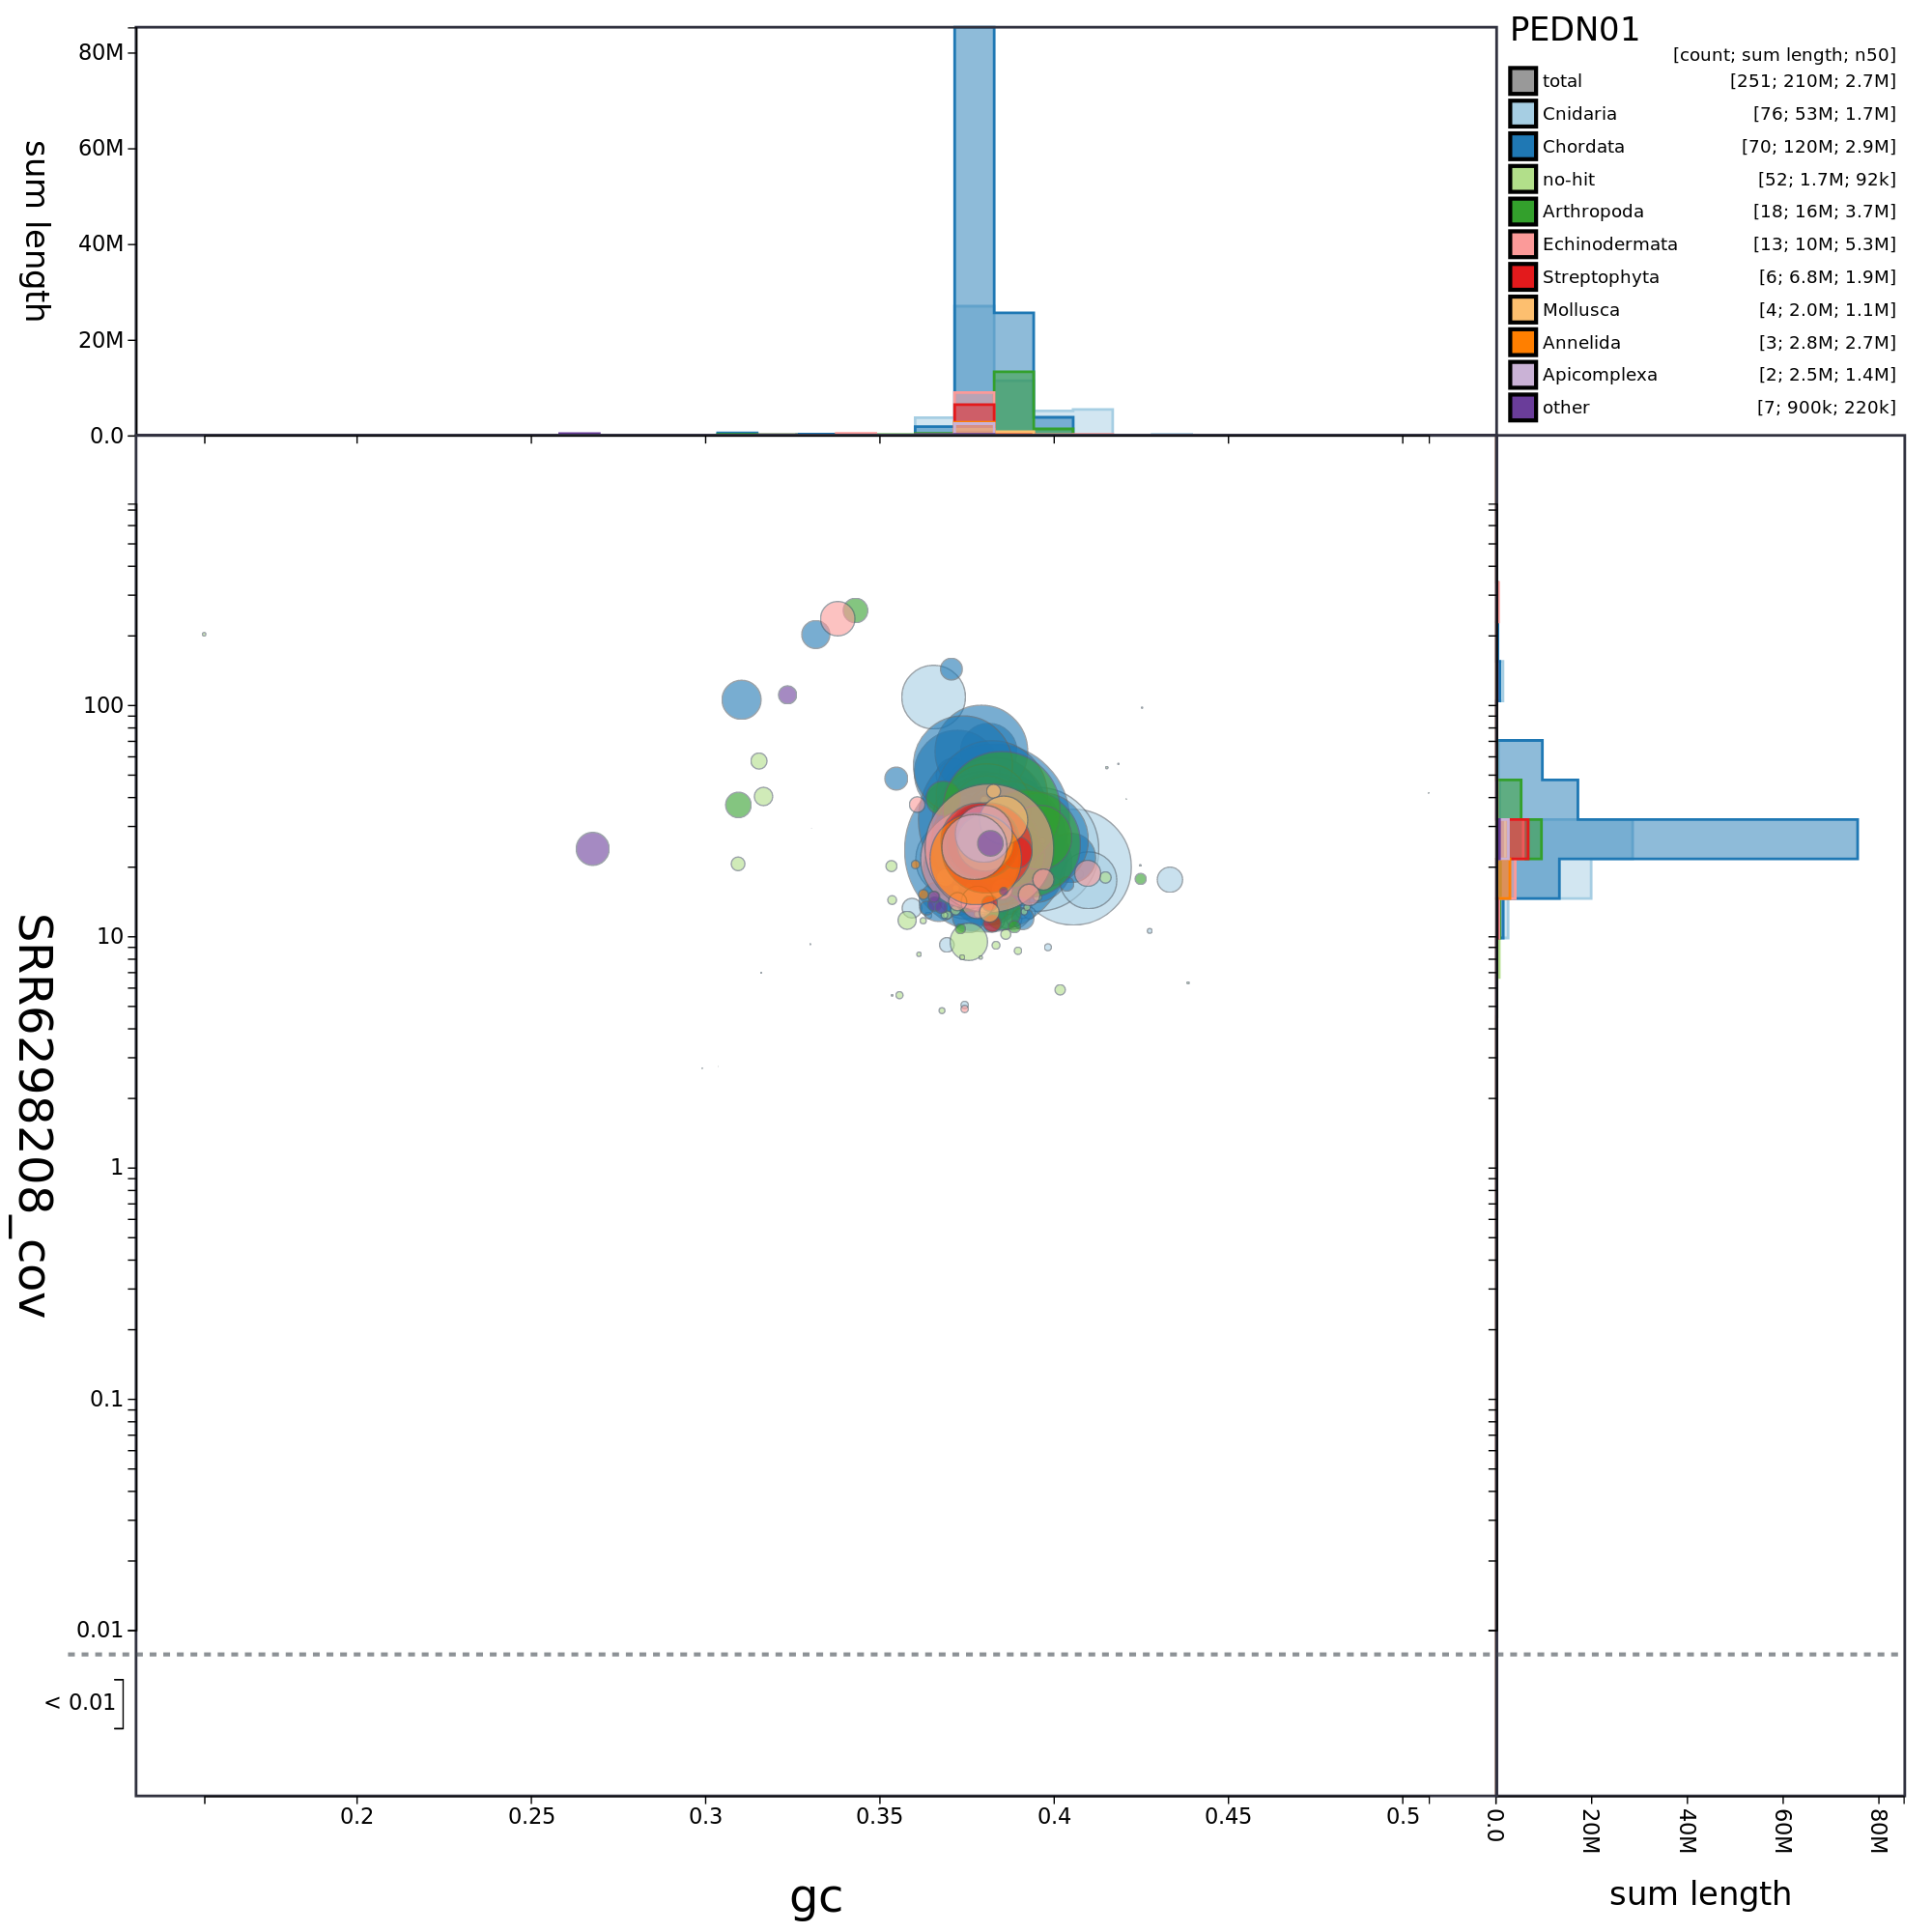 PEDN01
[count; sum length; n50]
total [251; 210M; 2.7M]
Cnidaria [76; 53M; 1.7M]
Chordata [70; 120M; 2.9M]
no-hit [52; 1.7M; 92k]
Arthropoda [18; 16M; 3.7M]
Echinodermata [13; 10M; 5.3M]
Streptophyta [6; 6.8M; 1.9M]
Mollusca [4; 2.0M; 1.1M]
Annelida [3; 2.8M; 2.7M]
Apicomplexa [2; 2.5M; 1.4M]
other [7; 900k; 220k]
sum length
80M
60M
40M
20M
0.0
SRR6298208_cov
100
10
1
0.1
0.01
< 0.01
0.2 0.25 0.3 0.35 0.4 0.45 0.5
gc
0.0 20M 40M 60M 80M
sum length